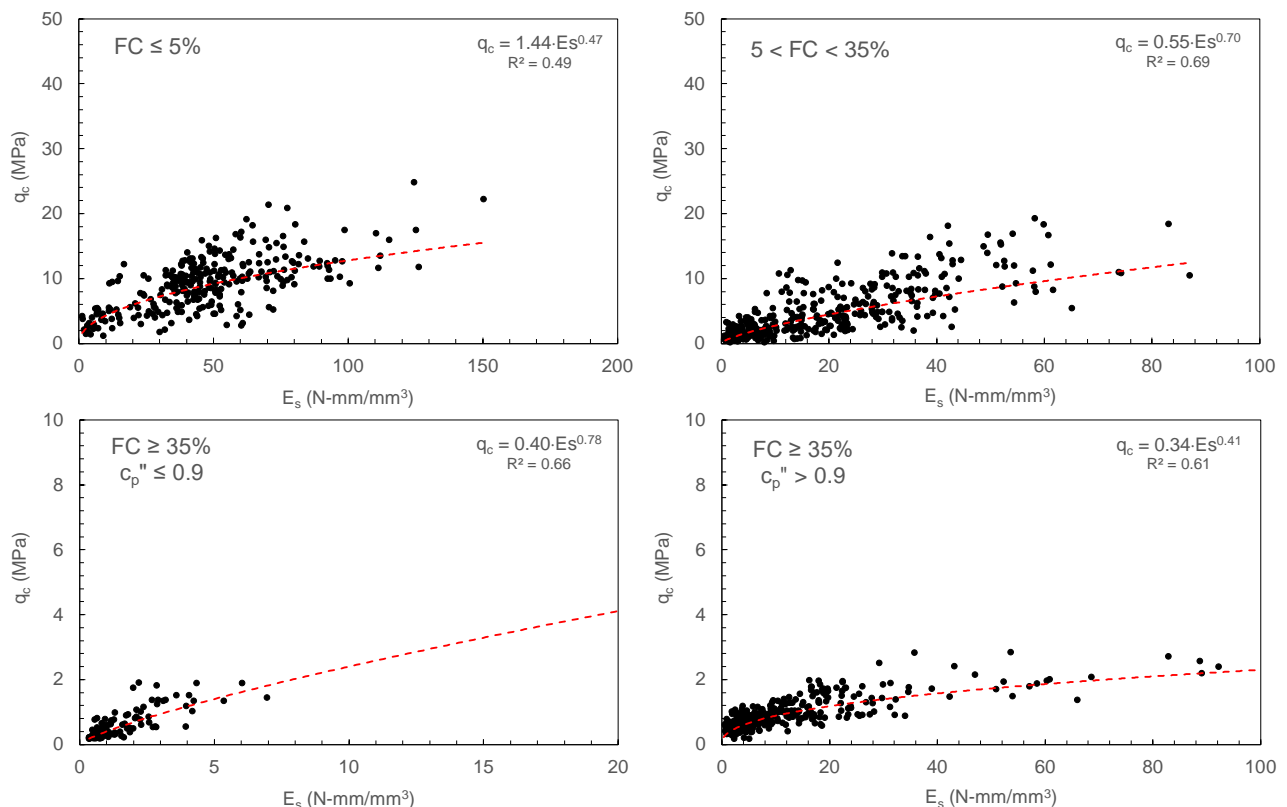 FC ≤ 5%
q_c = 1.44·Es^0.47
R² = 0.49
50
40
30
20
10
0
q_c (MPa)
0 50 100 150 200
E_s (N-mm/mm³)
5 < FC < 35%
q_c = 0.55·Es^0.70
R² = 0.69
50
40
30
20
10
0
q_c (MPa)
0 20 40 60 80 100
E_s (N-mm/mm³)
FC ≥ 35%
c_p" ≤ 0.9
q_c = 0.40·Es^0.78
R² = 0.66
10
8
6
4
2
0
q_c (MPa)
0 5 10 15 20
E_s (N-mm/mm³)
FC ≥ 35%
c_p" > 0.9
q_c = 0.34·Es^0.41
R² = 0.61
10
8
6
4
2
0
q_c (MPa)
0 20 40 60 80 100
E_s (N-mm/mm³)